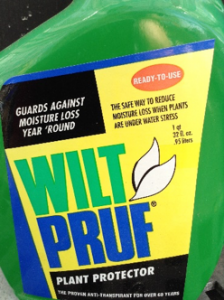 READY-TO-USE
GUARDS AGAINST
MOISTURE LOSS
YEAR 'ROUND
THE SAFE WAY TO REDUCE
MOISTURE LOSS WHEN PLANTS
ARE UNDER WATER STRESS
1 qt
32 fl. oz.
.95 liters
WILT
PRUF®
PLANT PROTECTOR
THE PROVEN ANTI-TRANSPIRANT FOR OVER 40 YEARS